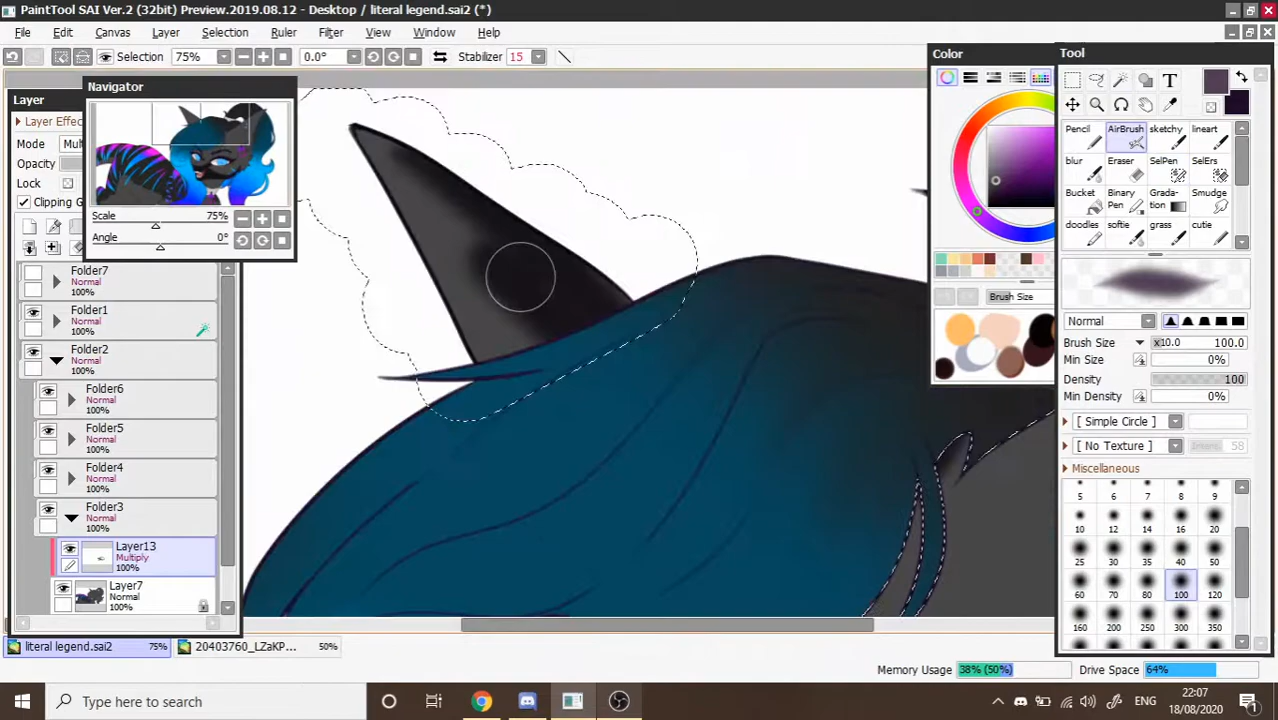 PaintTool SAI Ver.2 (32bit) Preview.2019.08.12 - Desktop / literal legend.sai2 (*)
File Edit Canvas Layer Selection Ruler Filter View Window Help
Selection 75% 0.0° Stabilizer 15
Navigator
Scale 75%
Angle 0°
Layer
Layer Effec
Mode Mul
Opacity
Lock
Clipping G
Folder7
Normal
100%
Folder1
Normal
100%
Folder2
Normal
100%
Folder6
Normal
100%
Folder5
Normal
100%
Folder4
Normal
100%
Folder3
Normal
100%
Layer13
Multiply
100%
Layer7
Normal
100%
Color
Brush Size
Tool
T
Pencil AirBrush sketchy lineart
blur Eraser SelPen SelErs
Bucket Binary Pen Grada-tion Smudge
doodles softie grass cutie
Normal
Brush Size x10.0 100.0
Min Size 0%
Density 100
Min Density 0%
[ Simple Circle ]
[ No Texture ] 58
Miscellaneous
5 6 7 8 9
10 12 14 16 20
25 30 35 40 50
60 70 80 100 120
160 200 250 300 350
literal legend.sai2 75% 20403760_LZaKP... 50%
Memory Usage 38% (50%) Drive Space 64%
Type here to search
ENG
22:07
18/08/2020
1